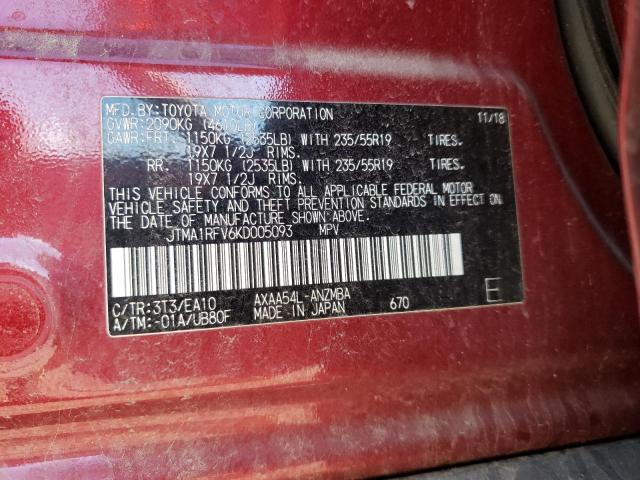 MFD. BY: TOYOTA MOTOR CORPORATION 11/18
GVWR: 2090KG (4610LB)
GAWR: FRT. 1150KG (2535LB) WITH 235/55R19 TIRES.
19X7 1/2J RIMS.
RR. 1150KG (2535LB) WITH 235/55R19 TIRES.
19X7 1/2J RIMS.
THIS VEHICLE CONFORMS TO ALL APPLICABLE FEDERAL MOTOR
VEHICLE SAFETY AND THEFT PREVENTION STANDARDS IN EFFECT ON
THE DATE OF MANUFACTURE SHOWN ABOVE.
JTMA1RFV6KD005093 MPV
C/TR: 3T3/EA10 AXAA54L-ANZMBA E
A/TM: -01A/UB80F MADE IN JAPAN 670